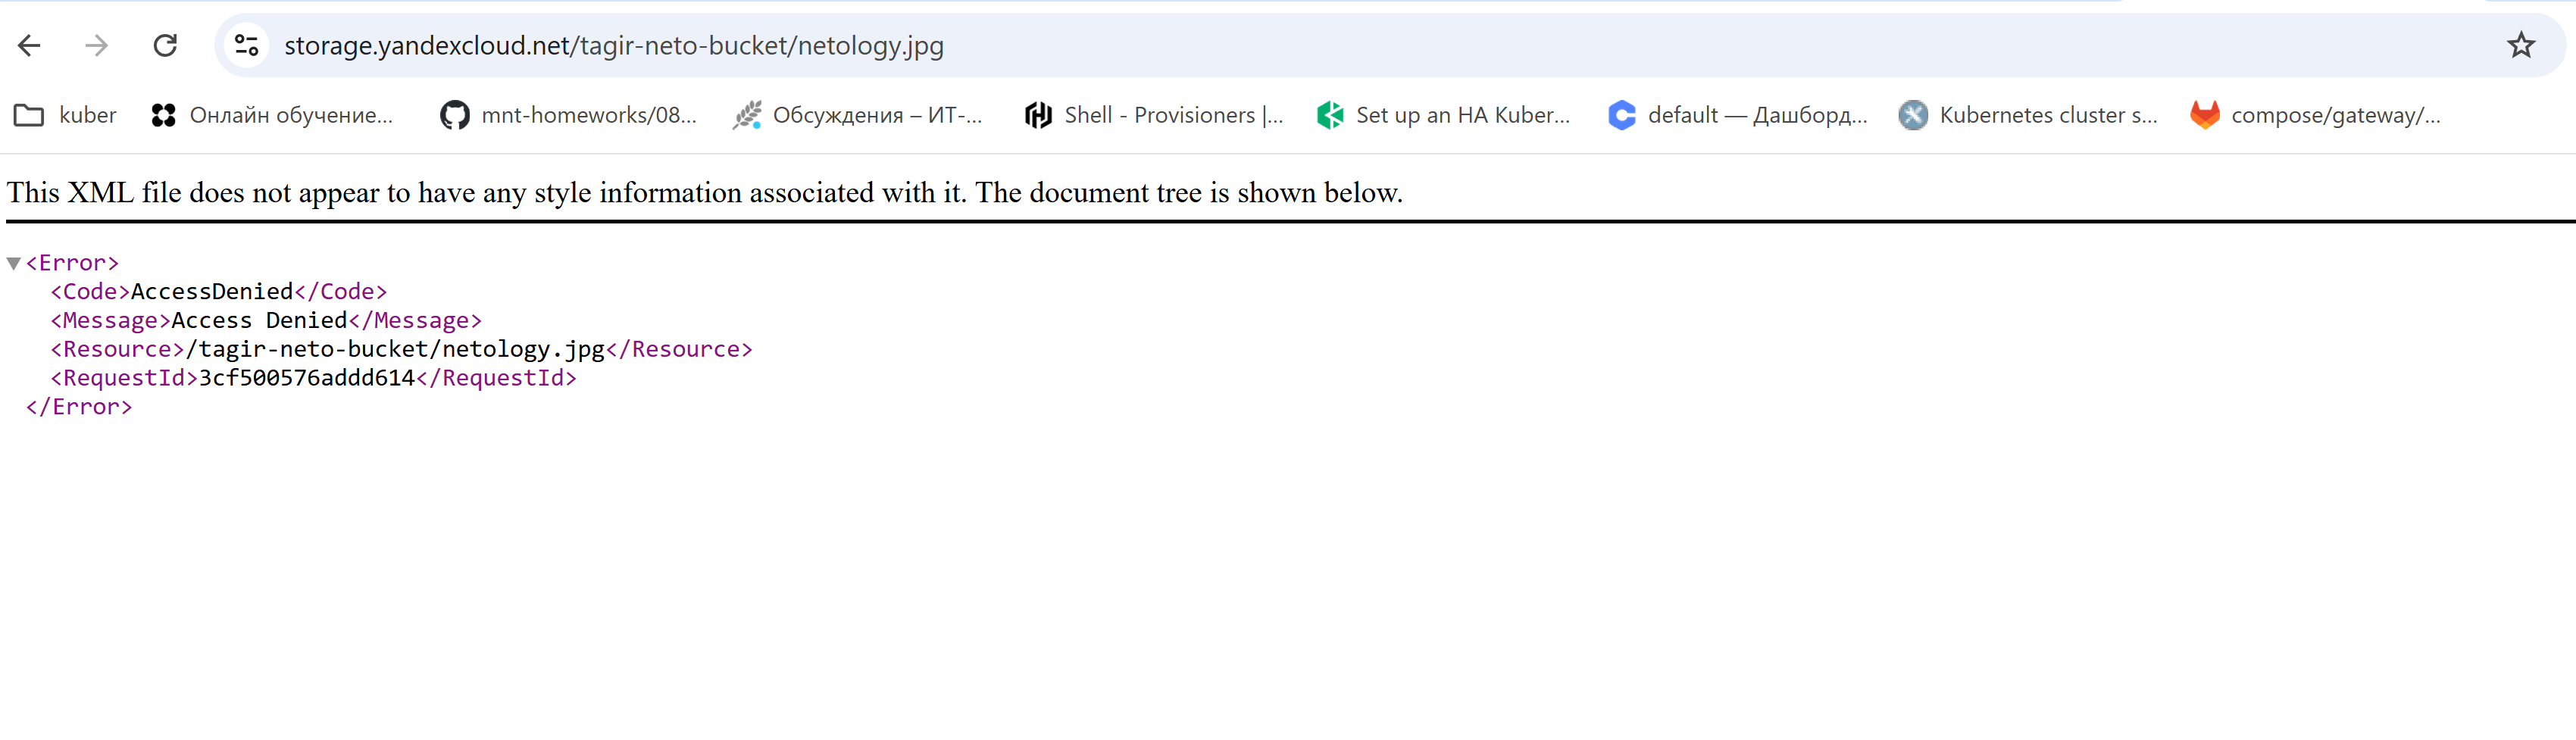 storage.yandexcloud.net/tagir-neto-bucket/netology.jpg
kuber Онлайн обучение... mnt-homeworks/08... Обсуждения – ИТ-... Shell - Provisioners |... Set up an HA Kuber... default — Дашборд... Kubernetes cluster s... compose/gateway/...
This XML file does not appear to have any style information associated with it. The document tree is shown below.
<Error>
<Code>AccessDenied</Code>
<Message>Access Denied</Message>
<Resource>/tagir-neto-bucket/netology.jpg</Resource>
<RequestId>3cf500576addd614</RequestId>
</Error>